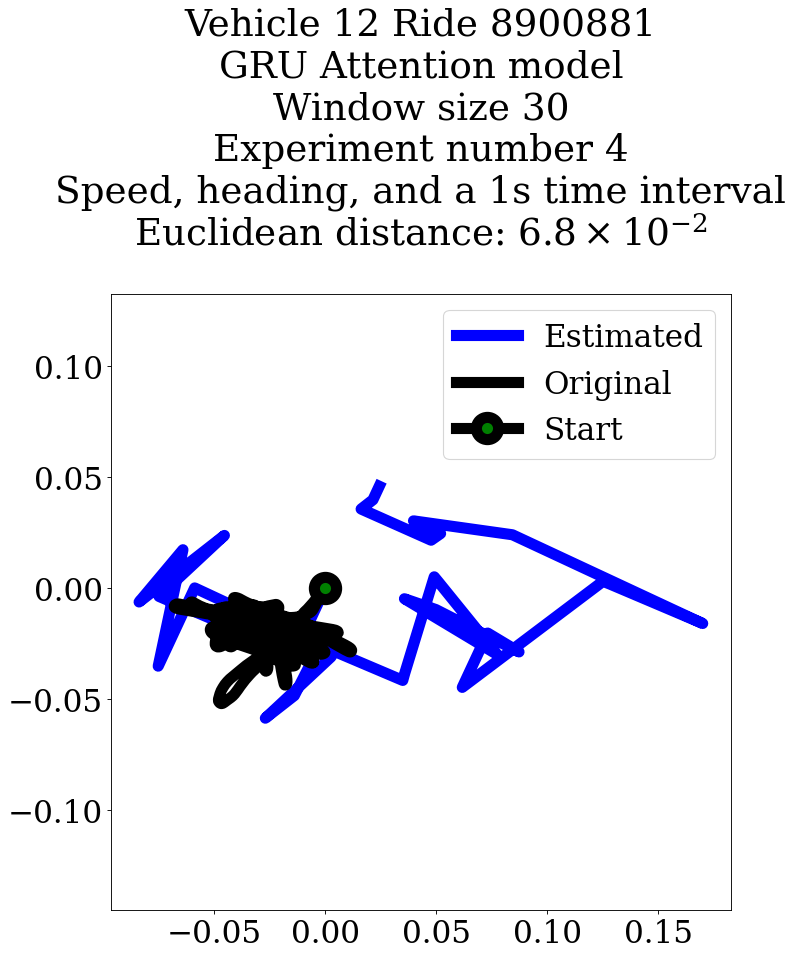 Vehicle 12 Ride 8900881
GRU Attention model
Window size 30
Experiment number 4
Speed, heading, and a 1s time interval
Euclidean distance: 6.8 × 10⁻²
Estimated
Original
Start
0.10
0.05
0.00
−0.05
−0.10
−0.05 0.00 0.05 0.10 0.15